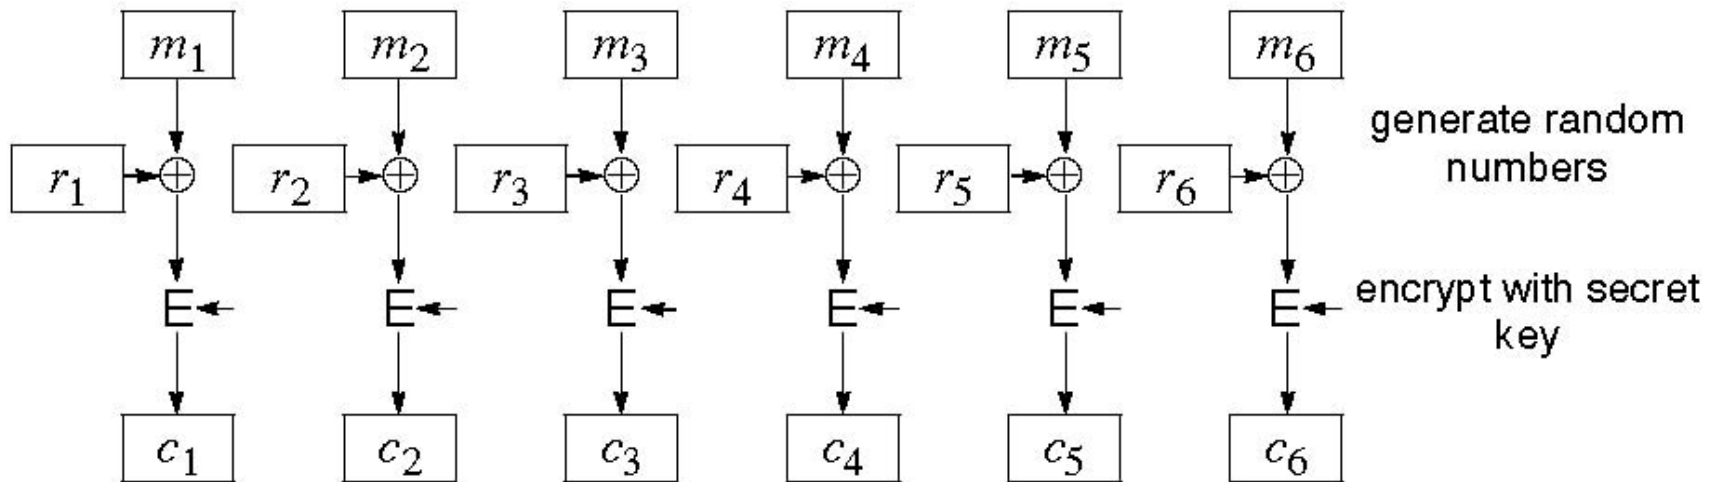 m1 m2 m3 m4 m5 m6
generate random
numbers
r1 r2 r3 r4 r5 r6
encrypt with secret
key
E E E E E E
c1 c2 c3 c4 c5 c6